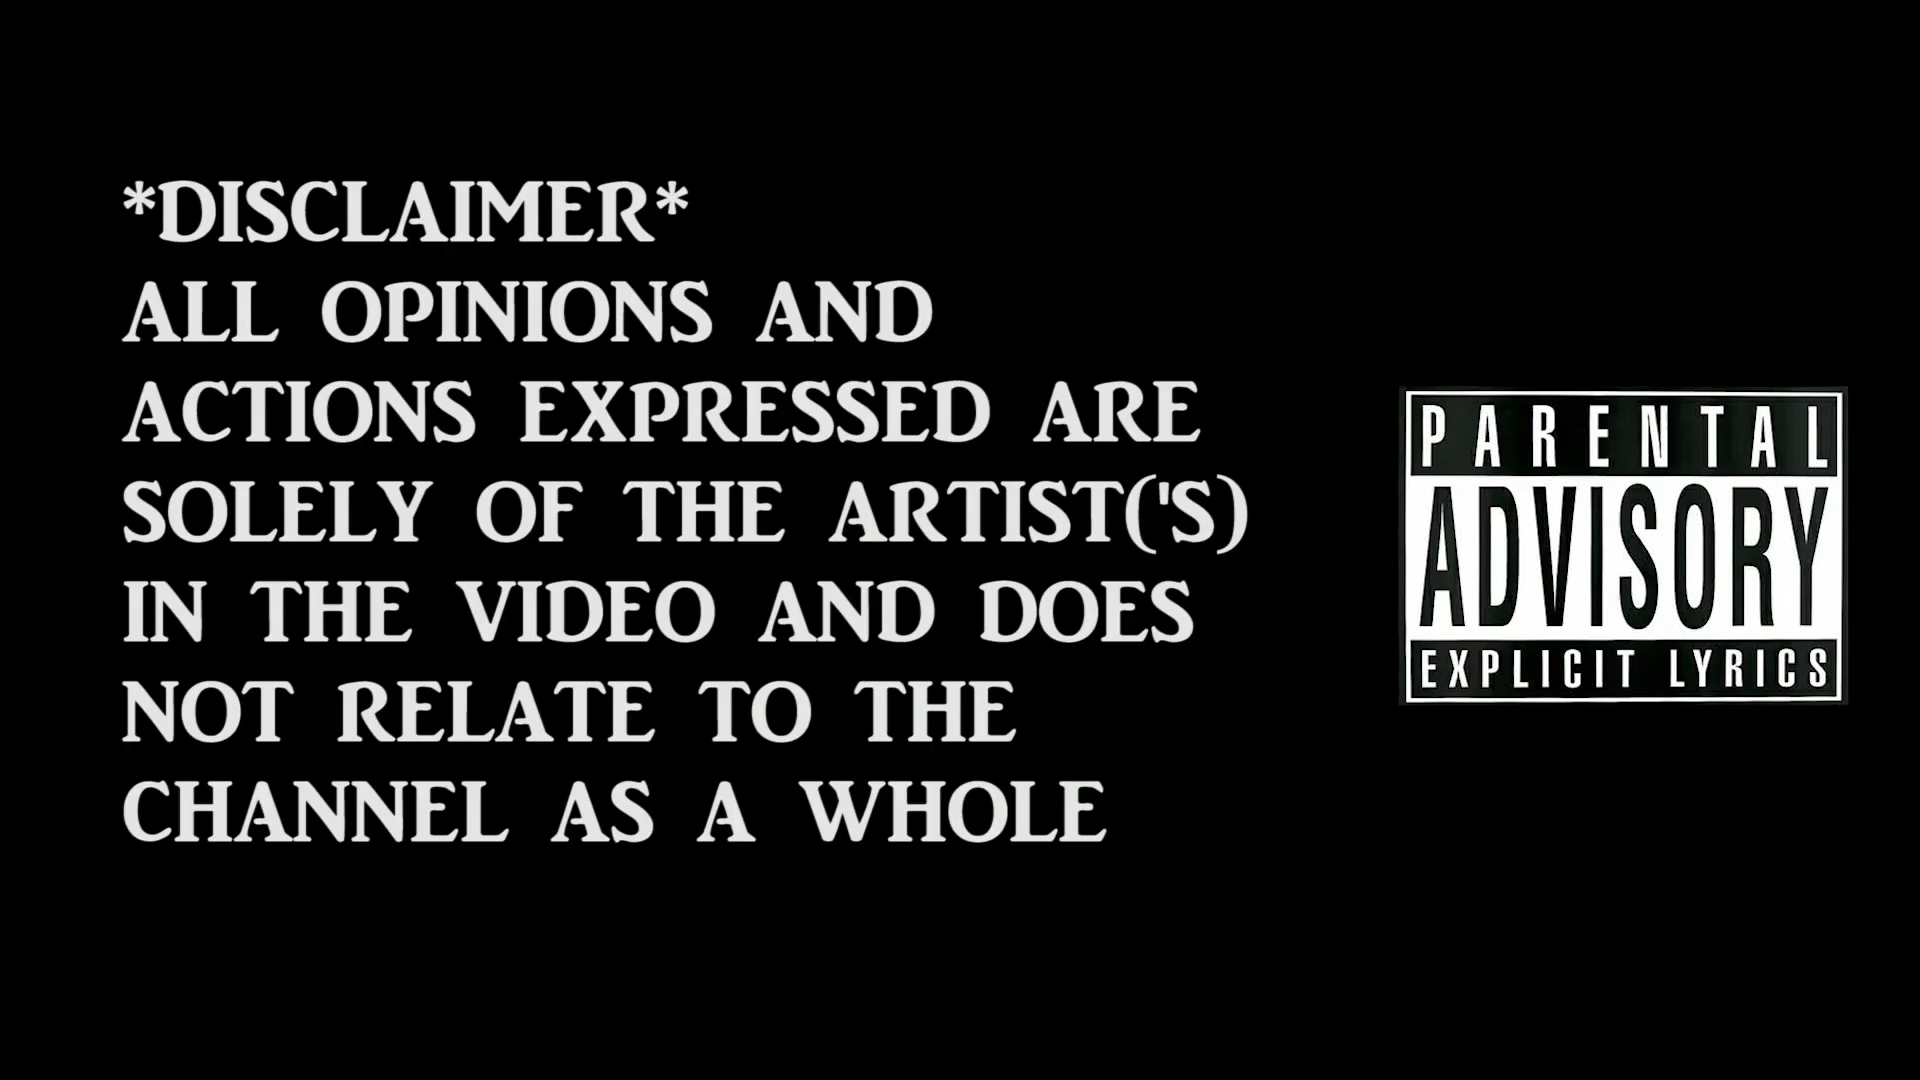 *DISCLAIMER*
ALL OPINIONS AND
ACTIONS EXPRESSED ARE
SOLELY OF THE ARTIST('S)
IN THE VIDEO AND DOES
NOT RELATE TO THE
CHANNEL AS A WHOLE
PARENTAL
ADVISORY
EXPLICIT LYRICS